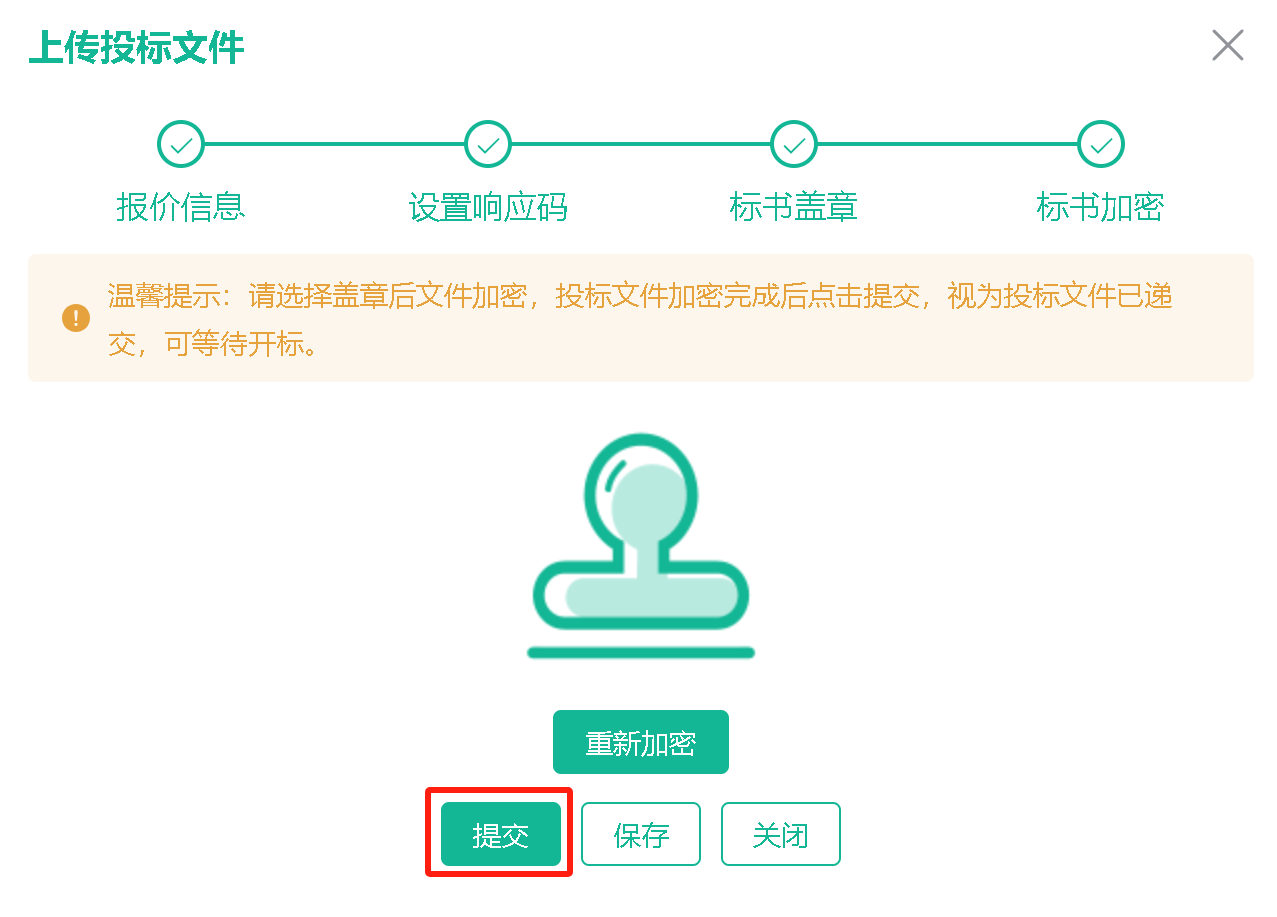 上传投标文件
报价信息
设置响应码
标书盖章
标书加密
温馨提示：请选择盖章后文件加密，投标文件加密完成后点击提交，视为投标文件已递
交，可等待开标。
重新加密
提交
保存
关闭